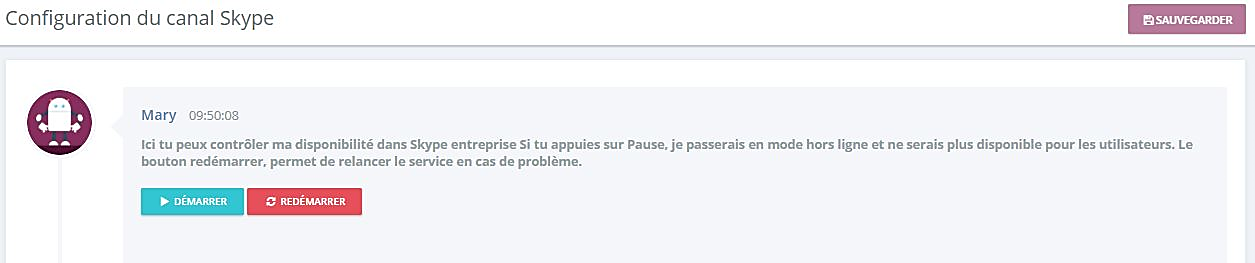 Configuration du canal Skype
SAUVEGARDER
Mary 09:50:08
Ici tu peux contrôler ma disponibilité dans Skype entreprise Si tu appuies sur Pause, je passerais en mode hors ligne et ne serais plus disponible pour les utilisateurs. Le
bouton redémarrer, permet de relancer le service en cas de problème.
DÉMARRER REDÉMARRER